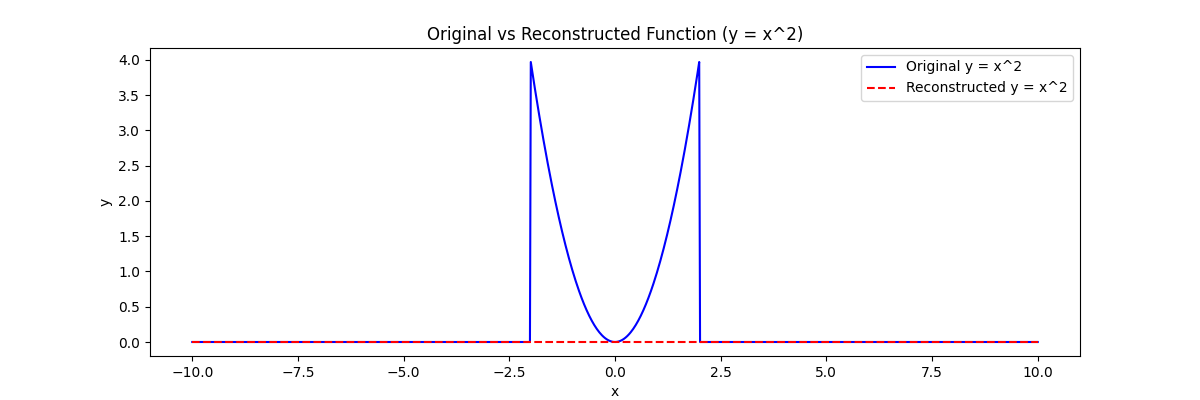 Original vs Reconstructed Function (y = x^2)
Original y = x^2
Reconstructed y = x^2
4.0
3.5
3.0
2.5
2.0
1.5
1.0
0.5
0.0
y
−10.0 −7.5 −5.0 −2.5 0.0 2.5 5.0 7.5 10.0
x